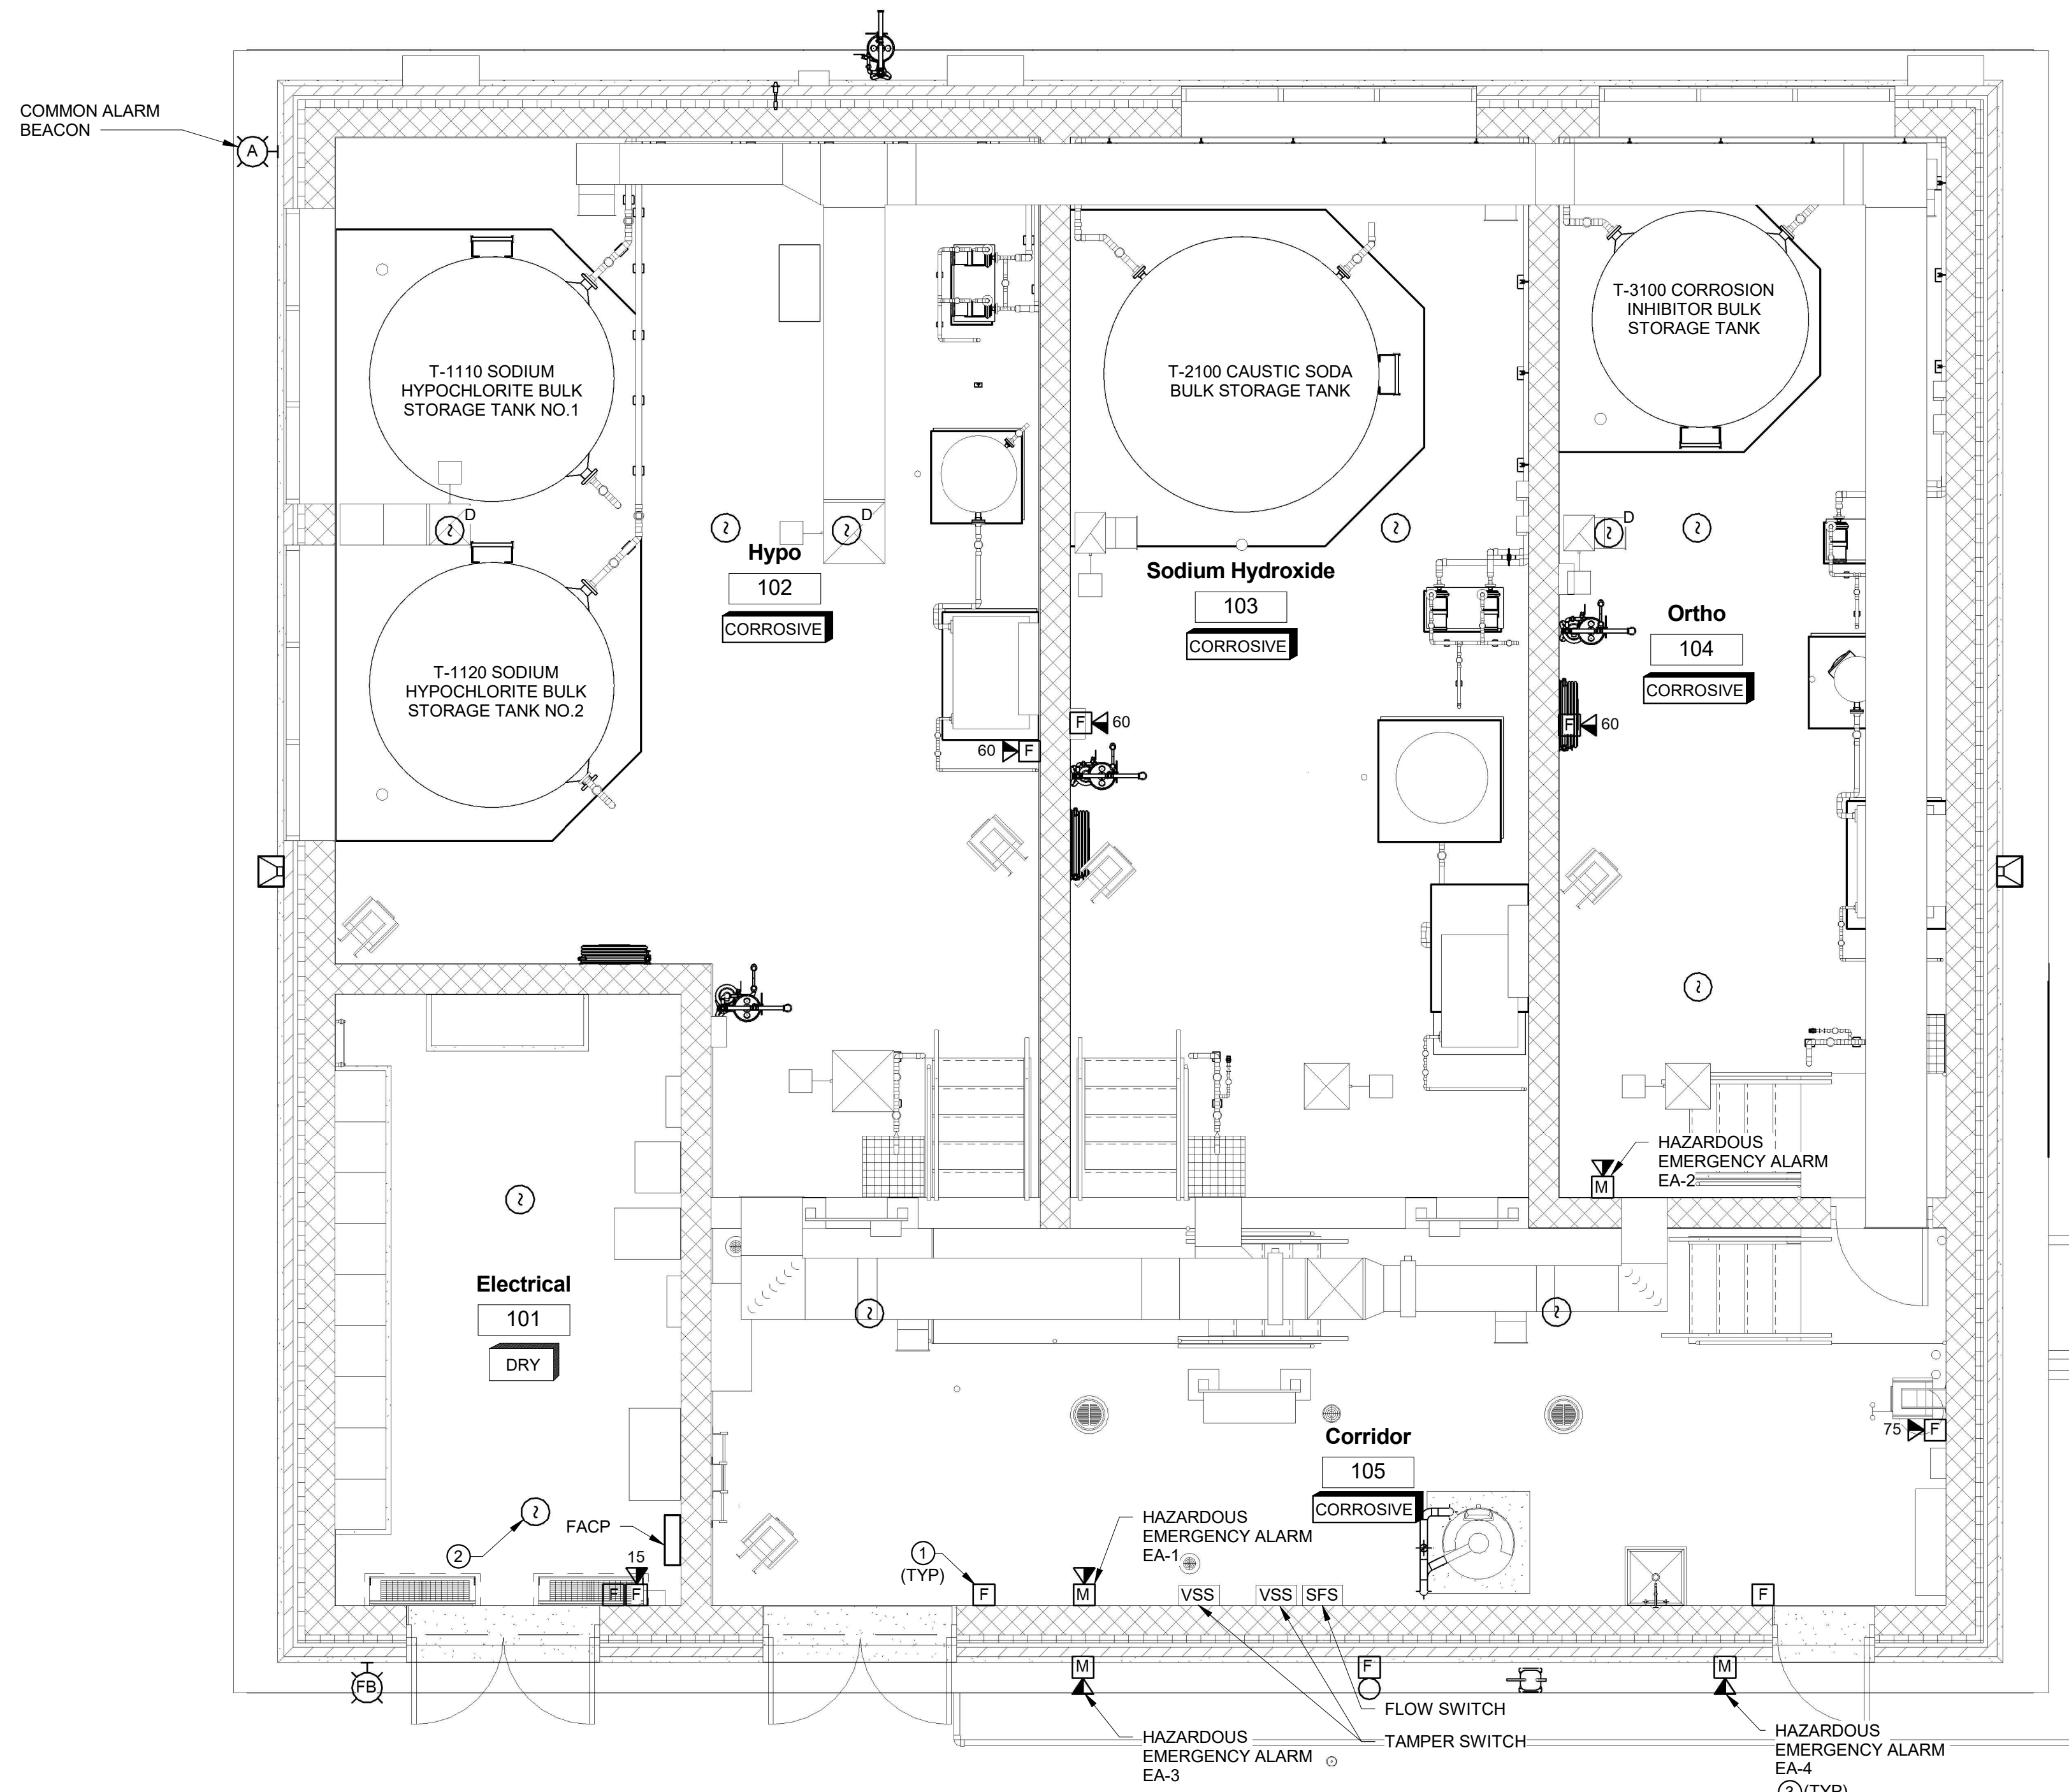 COMMON ALARM
BEACON
A
T-1110 SODIUM
HYPOCHLORITE BULK
STORAGE TANK NO.1
T-2100 CAUSTIC SODA
BULK STORAGE TANK
T-3100 CORROSION
INHIBITOR BULK
STORAGE TANK
D
D
D
Hypo
102
CORROSIVE
Sodium Hydroxide
103
CORROSIVE
Ortho
104
CORROSIVE
T-1120 SODIUM
HYPOCHLORITE BULK
STORAGE TANK NO.2
60 F
F 60
F 60
HAZARDOUS
EMERGENCY ALARM
EA-2
M
Electrical
101
DRY
Corridor
105
CORROSIVE
75 F
2
FACP
15
F F
1
(TYP)
F
M
HAZARDOUS
EMERGENCY ALARM
EA-1
VSS
VSS
SFS
F
FB
M
F
M
FLOW SWITCH
TAMPER SWITCH
HAZARDOUS
EMERGENCY ALARM
EA-3
HAZARDOUS
EMERGENCY ALARM
EA-4
3 (TYP)